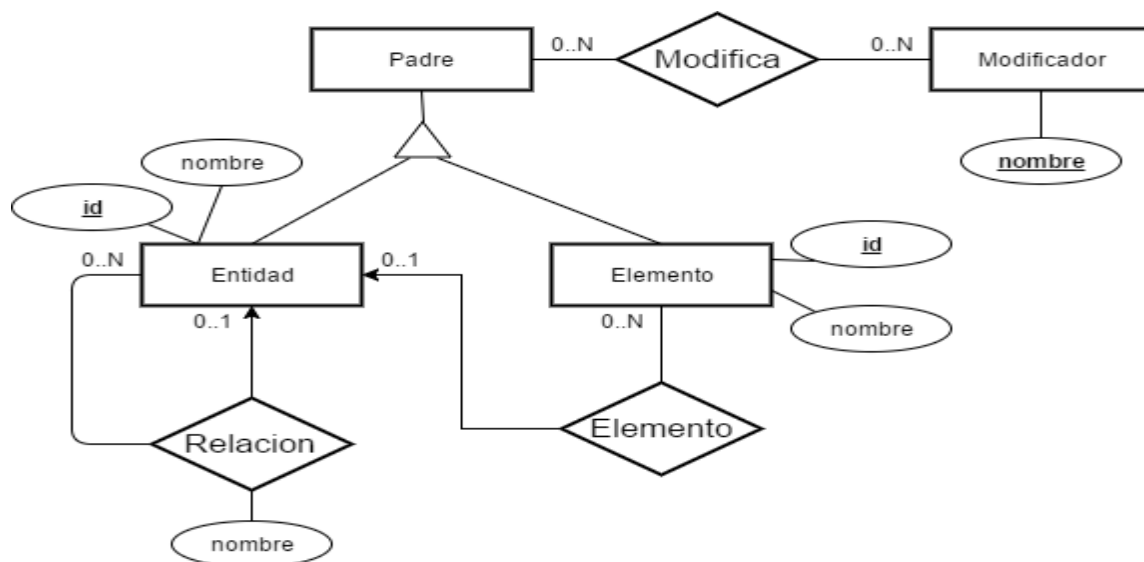 Padre
0..N
Modifica
0..N
Modificador
nombre
nombre
id
0..N
Entidad
0..1
0..1
Elemento
0..N
id
nombre
Relacion
Elemento
nombre